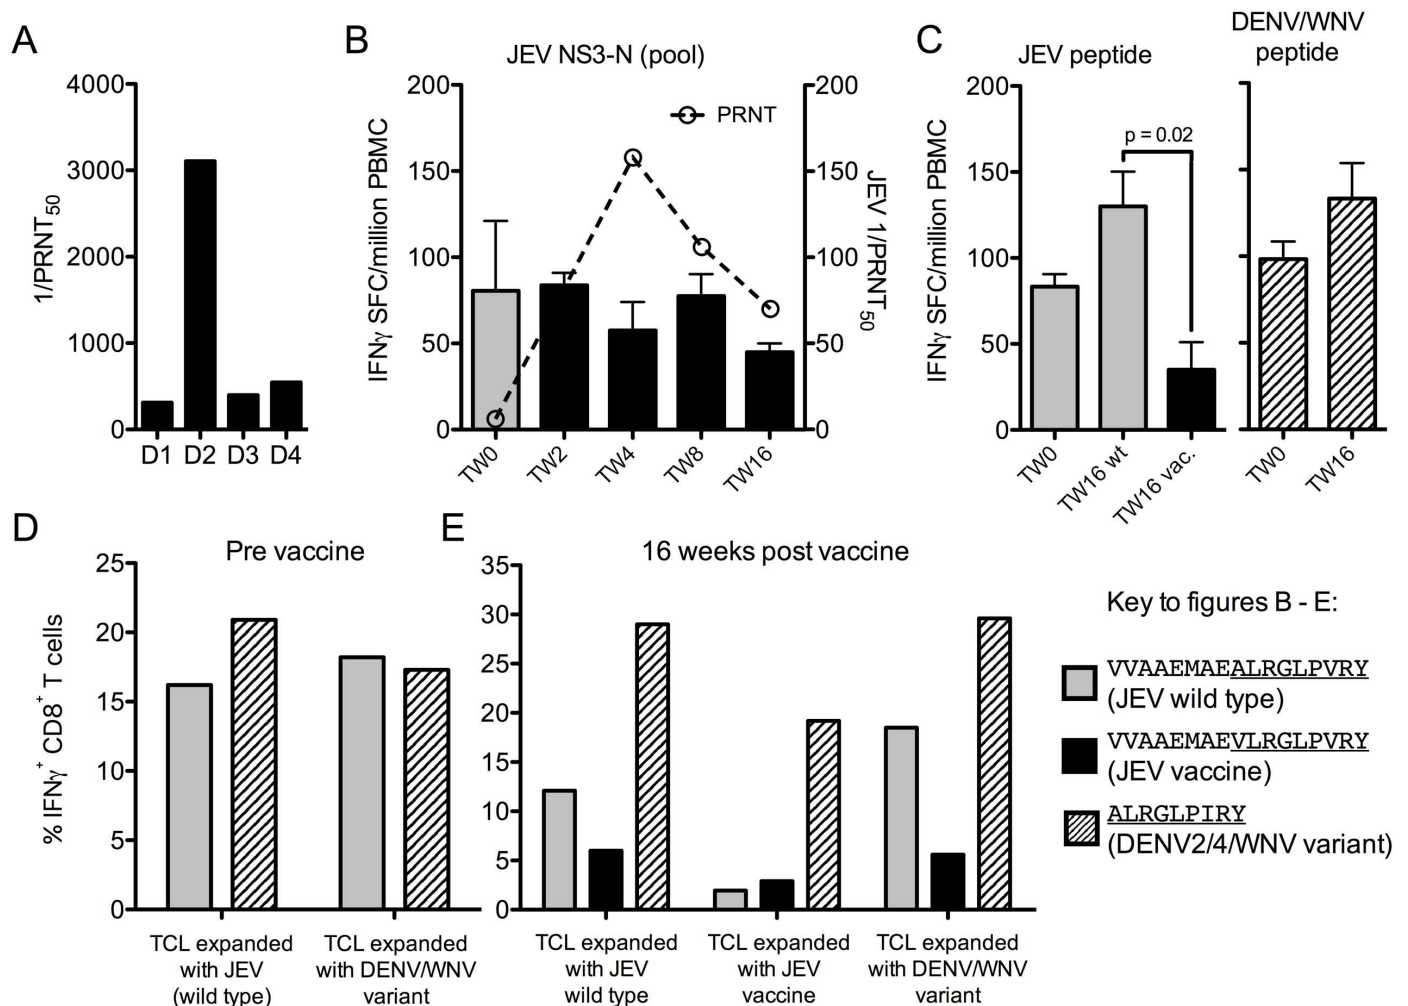 A
4000
3000
2000
1000
0
1/PRNT50
D1 D2 D3 D4
B
JEV NS3-N (pool)
200
150
100
50
0
IFNγ SFC/million PBMC
PRNT
200
150
100
50
0
JEV 1/PRNT50
TW0 TW2 TW4 TW8 TW16
C
JEV peptide
200
150
100
50
0
IFNγ SFC/million PBMC
p = 0.02
TW0 TW16 wt TW16 vac.
DENV/WNV
peptide
TW0 TW16
D
Pre vaccine
25
20
15
10
5
0
% IFNγ+ CD8+ T cells
TCL expanded
with JEV
(wild type)
TCL expanded
with DENV/WNV
variant
E
16 weeks post vaccine
35
30
25
20
15
10
5
0
TCL expanded
with JEV
wild type
TCL expanded
with JEV
vaccine
TCL expanded
with DENV/WNV
variant
Key to figures B - E:
VVAAEMAEALRGLPVRY
(JEV wild type)
VVAAEMAEVLRGLPVRY
(JEV vaccine)
ALRGLPIRY
(DENV2/4/WNV variant)